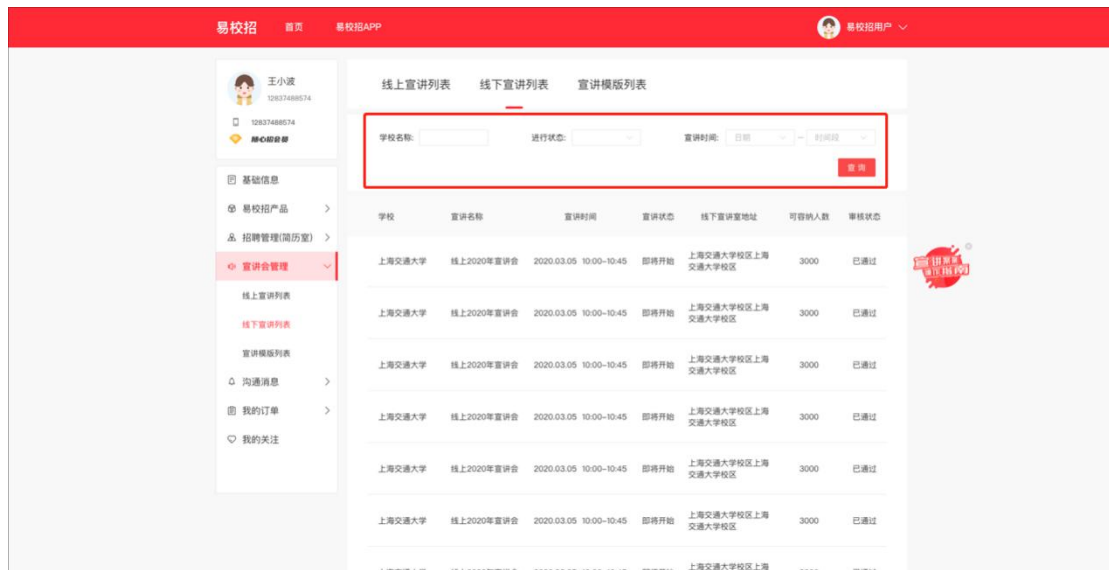 易校招 首页 易校招APP 易校招用户
王小波
12837488574
12837488574
随心招会员
基础信息
易校招产品
招聘管理(简历室)
宣讲会管理
线上宣讲列表
线下宣讲列表
宣讲模版列表
沟通消息
我的订单
我的关注
线上宣讲列表 线下宣讲列表 宣讲模版列表
学校名称: 进行状态: 宣讲时间: 日期 – 时间段
查 询
学校 宣讲名称 宣讲时间 宣讲状态 线下宣讲室地址 可容纳人数 审核状态
上海交通大学 线上2020年宣讲会 2020.03.05 10:00~10:45 即将开始 上海交通大学校区上海 3000 已通过
交通大学校区
上海交通大学 线上2020年宣讲会 2020.03.05 10:00~10:45 即将开始 上海交通大学校区上海 3000 已通过
交通大学校区
上海交通大学 线上2020年宣讲会 2020.03.05 10:00~10:45 即将开始 上海交通大学校区上海 3000 已通过
交通大学校区
上海交通大学 线上2020年宣讲会 2020.03.05 10:00~10:45 即将开始 上海交通大学校区上海 3000 已通过
交通大学校区
上海交通大学 线上2020年宣讲会 2020.03.05 10:00~10:45 即将开始 上海交通大学校区上海 3000 已通过
交通大学校区
上海交通大学 线上2020年宣讲会 2020.03.05 10:00~10:45 即将开始 上海交通大学校区上海 3000 已通过
交通大学校区
上海交通大学校区上海
宣讲
操作指南